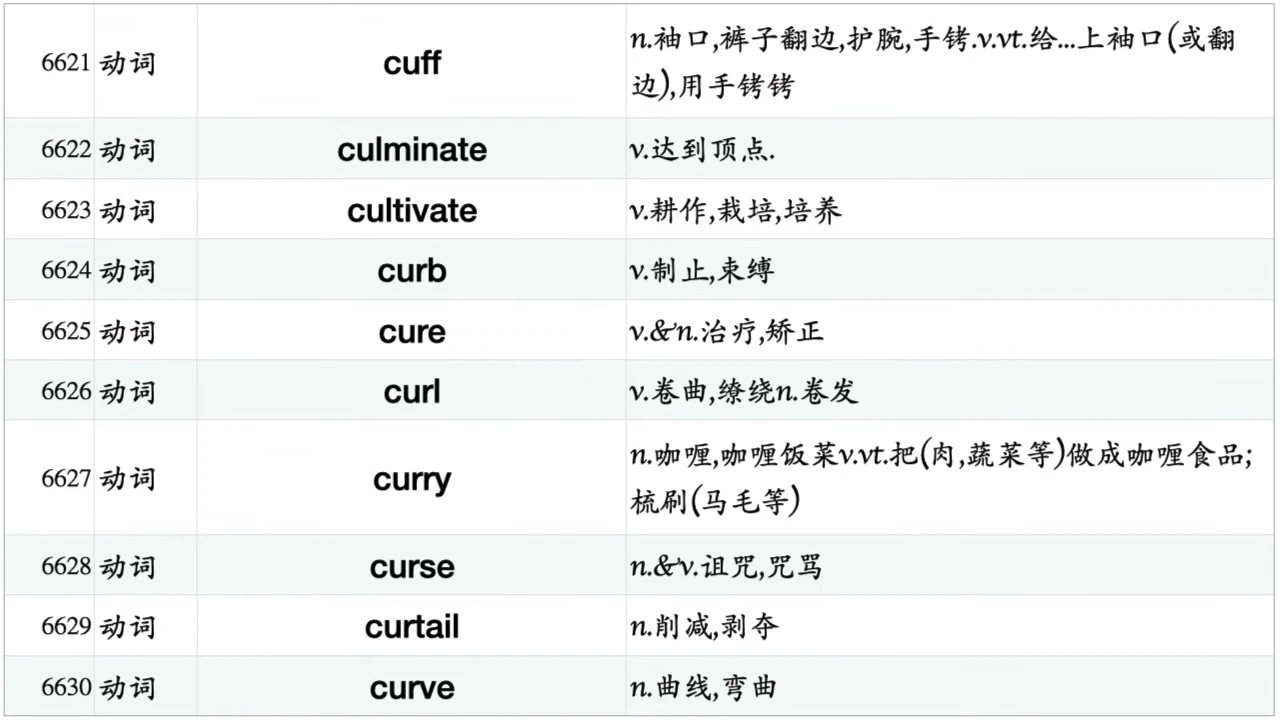 6621 动词 cuff n.袖口,裤子翻边,护腕,手铐.v.vt.给...上袖口(或翻
边),用手铐铐
6622 动词 culminate v.达到顶点.
6623 动词 cultivate v.耕作,栽培,培养
6624 动词 curb v.制止,束缚
6625 动词 cure v.&n.治疗,矫正
6626 动词 curl v.卷曲,缭绕n.卷发
6627 动词 curry n.咖喱,咖喱饭菜v.vt.把(肉,蔬菜等)做成咖喱食品;
梳刷(马毛等)
6628 动词 curse n.&v.诅咒,咒骂
6629 动词 curtail n.削减,剥夺
6630 动词 curve n.曲线,弯曲